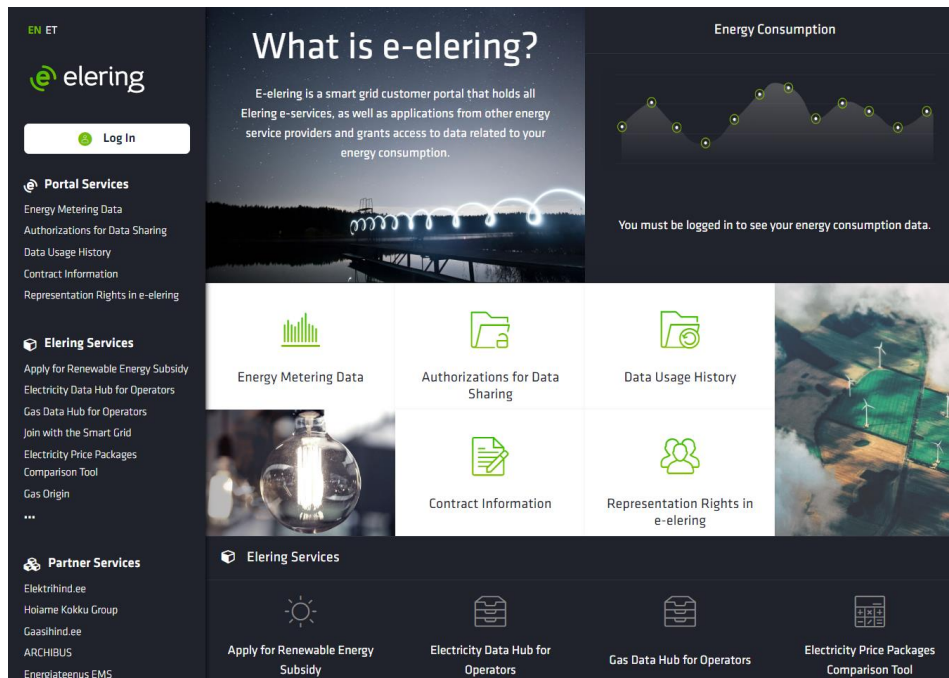 EN ET
elering
Log In
Portal Services
Energy Metering Data
Authorizations for Data Sharing
Data Usage History
Contract Information
Representation Rights in e-elering
Elering Services
Apply for Renewable Energy Subsidy
Electricity Data Hub for Operators
Gas Data Hub for Operators
Join with the Smart Grid
Electricity Price Packages
Comparison Tool
Gas Origin
...
Partner Services
Elektrihind.ee
Hoiame Kokku Group
Gaasihind.ee
ARCHIBUS
Energiateenus EMS
What is e-elering?
E-elering is a smart grid customer portal that holds all
Elering e-services, as well as applications from other energy
service providers and grants access to data related to your
energy consumption.
Energy Consumption
You must be logged in to see your energy consumption data.
Energy Metering Data
Authorizations for Data
Sharing
Data Usage History
Contract Information
Representation Rights in
e-elering
Elering Services
Apply for Renewable Energy
Subsidy
Electricity Data Hub for
Operators
Gas Data Hub for Operators
Electricity Price Packages
Comparison Tool